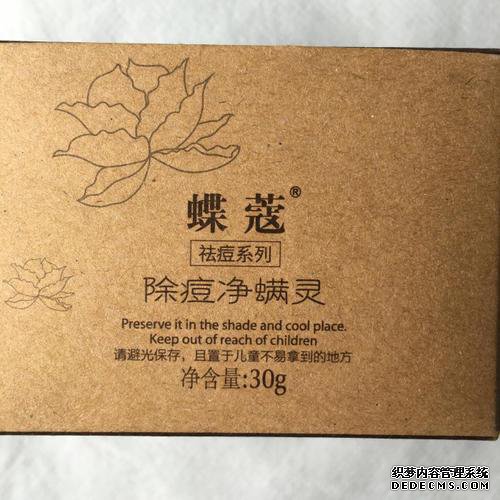 蝶蔻®
祛痘系列
除痘净螨灵
Preserve it in the shade and cool place.
Keep out of reach of children
请避光保存，且置于儿童不易拿到的地方
净含量:30g
织梦内容管理系统
DEDECMS.COM